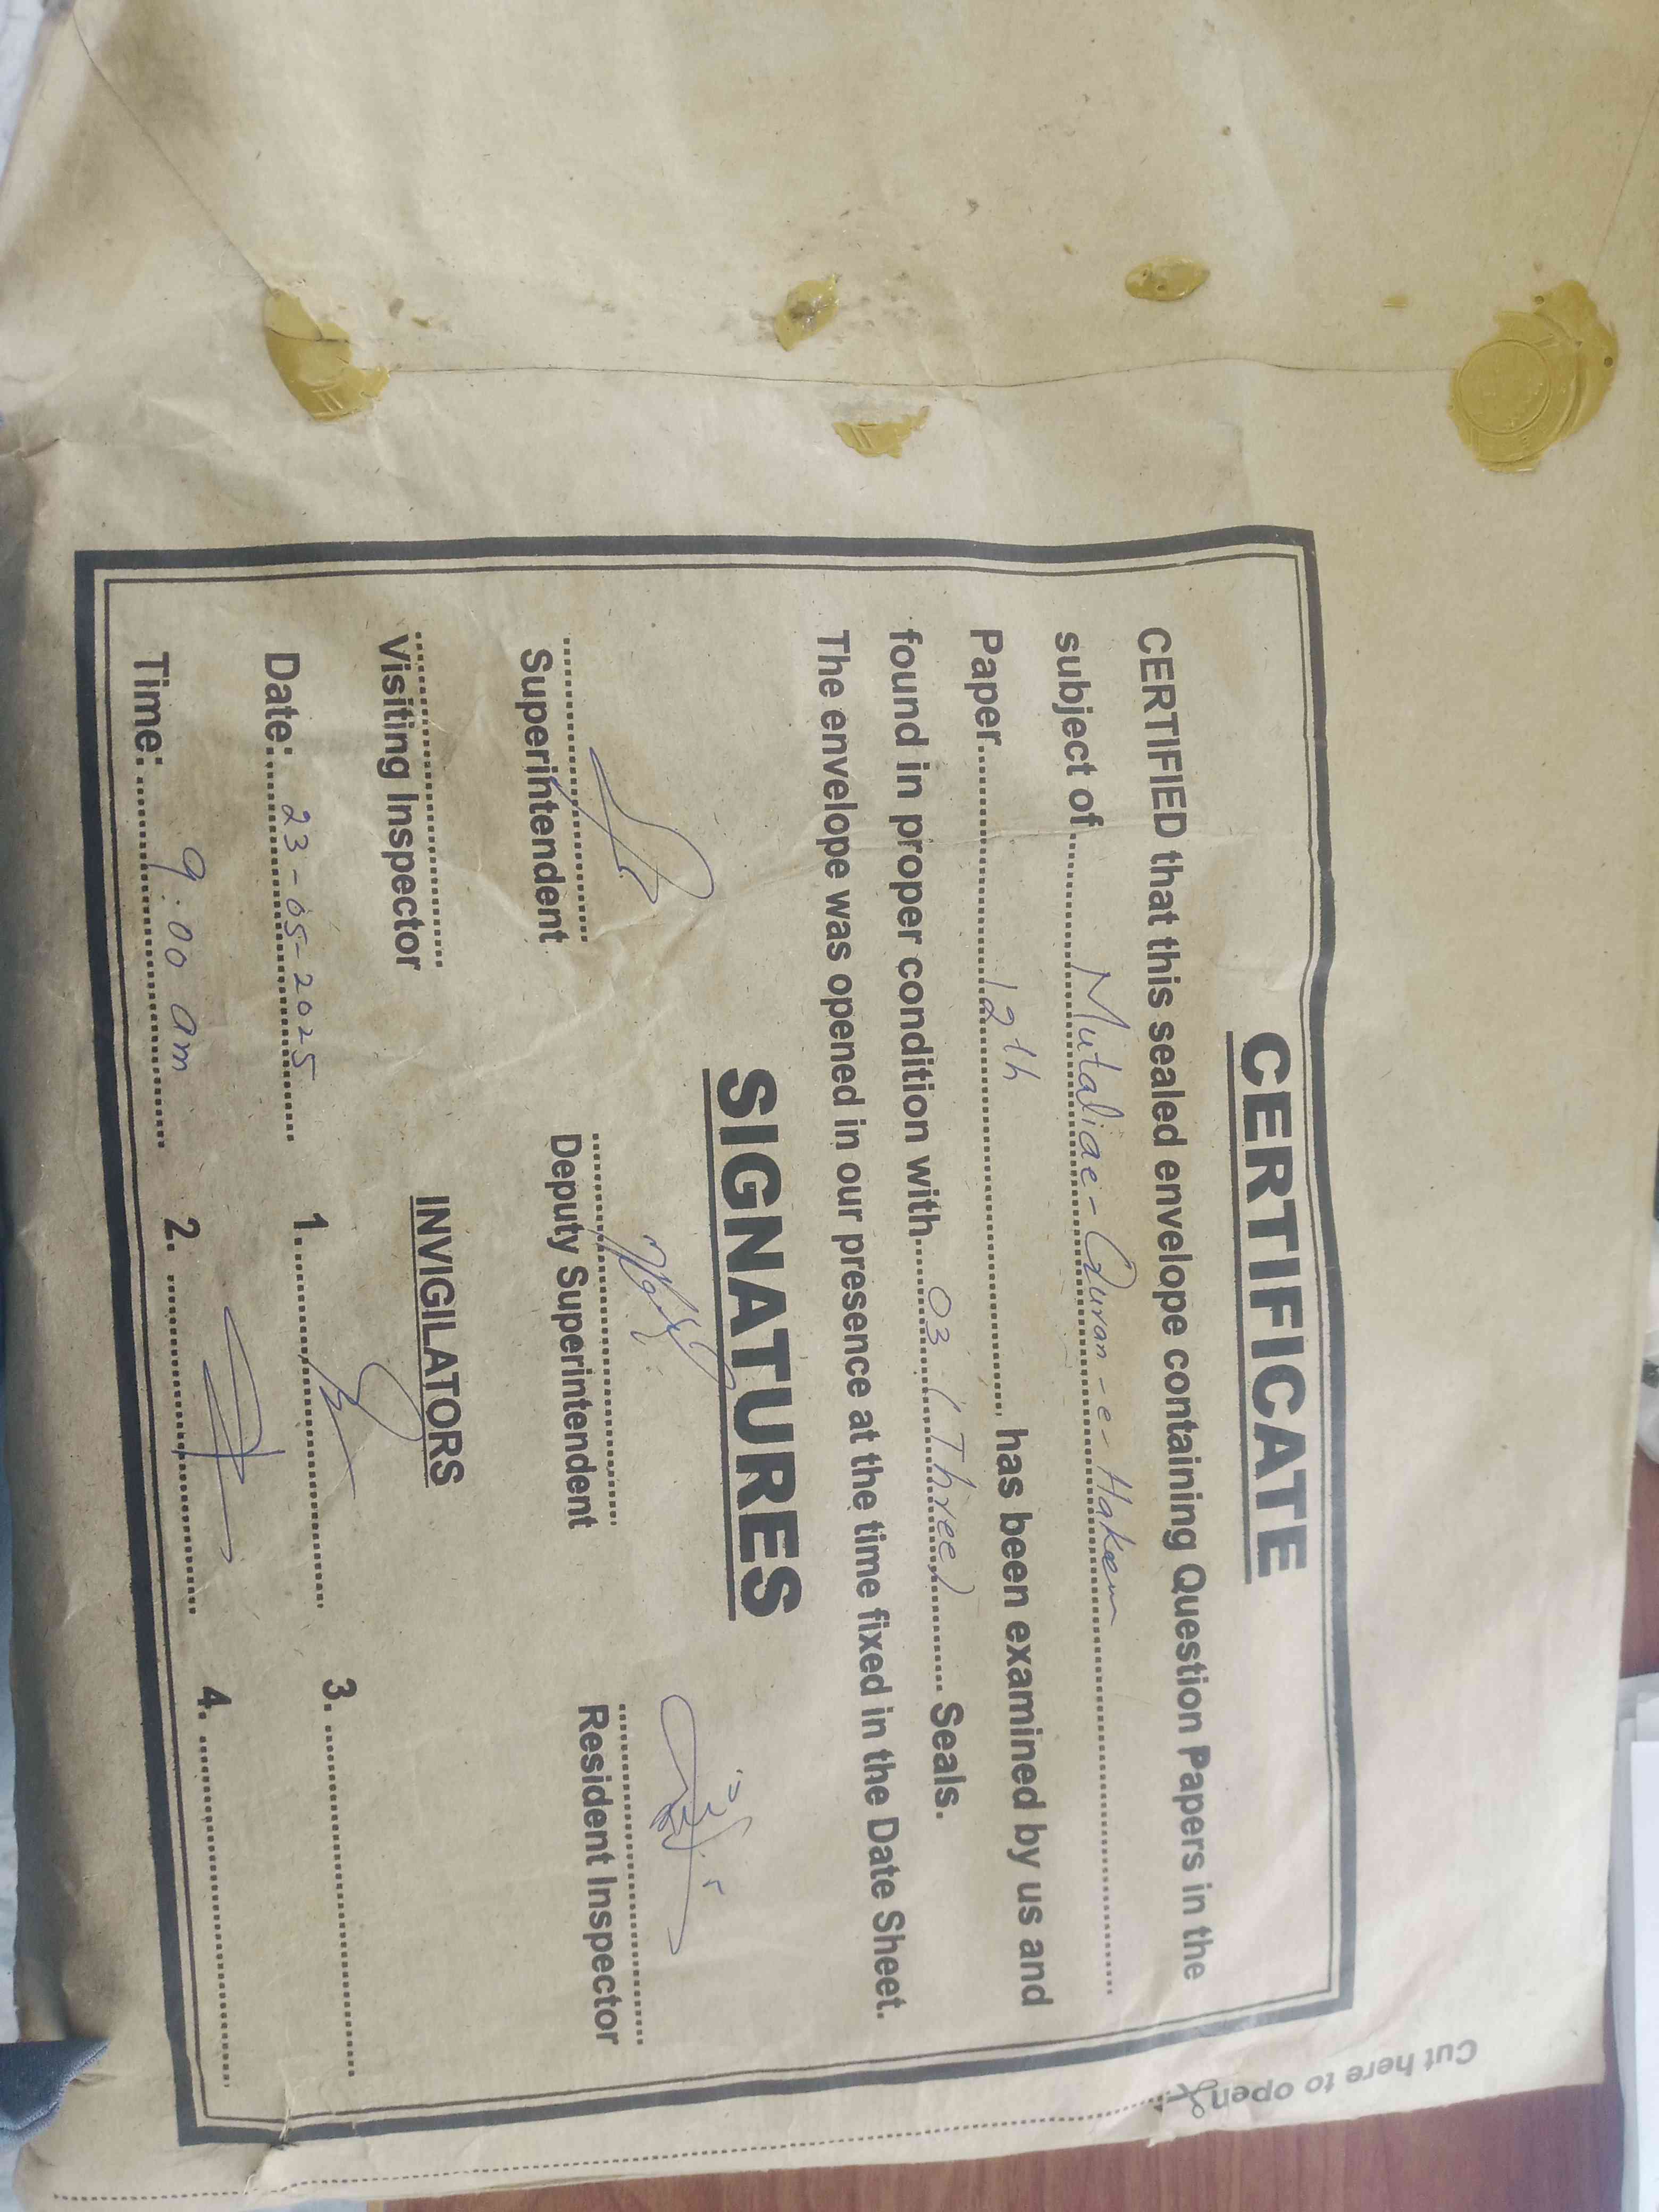 CERTIFICATE
CERTIFIED that this sealed envelope containing Question Papers in the
subject of........Mutaliae-Quran-e-Hakeem........
Paper........12th........has been examined by us and
found in proper condition with....03 (Three)....Seals.
The envelope was opened in our presence at the time fixed in the Date Sheet.
SIGNATURES
Superintendent Deputy Superintendent Resident Inspector
Visiting Inspector INVIGILATORS
Date: 23-05-2025 1. 3.
Time: 9:00 am 2. 4.
Cut here to open